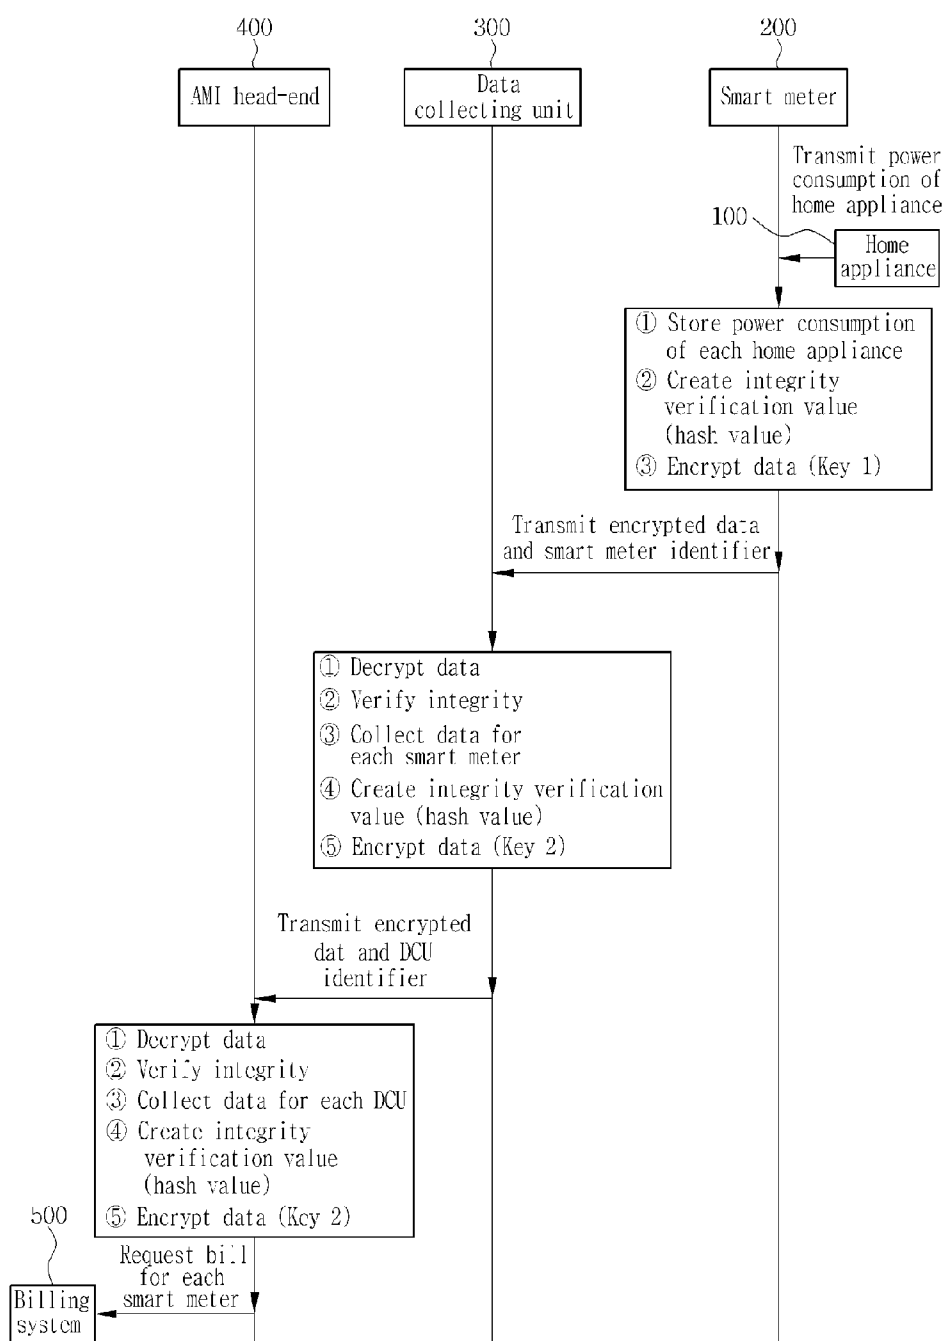 400
300
200
AMI head-end
Data
collecting unit
Smart meter
Transmit power
consumption of
home appliance
100
Home
appliance
① Store power consumption
of each home appliance
② Create integrity
verification value
(hash value)
③ Encrypt data (Key 1)
Transmit encrypted data
and smart meter identifier
① Decrypt data
② Verify integrity
③ Collect data for
each smart meter
④ Create integrity verification
value (hash value)
⑤ Encrypt data (Key 2)
Transmit encrypted
dat and DCU
identifier
① Decrypt data
② Verify integrity
③ Collect data for each DCU
④ Create integrity
verification value
(hash value)
⑤ Encrypt data (Key 2)
500
Request bill
for each
smart meter
Billing
system